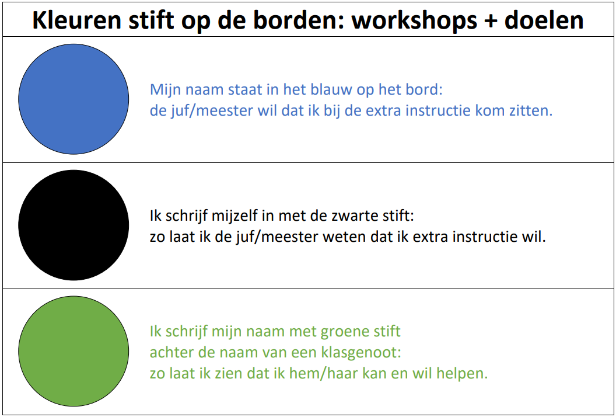 Kleuren stift op de borden: workshops + doelen
Mijn naam staat in het blauw op het bord:
de juf/meester wil dat ik bij de extra instructie kom zitten.
Ik schrijf mijzelf in met de zwarte stift:
zo laat ik de juf/meester weten dat ik extra instructie wil.
Ik schrijf mijn naam met groene stift
achter de naam van een klasgenoot:
zo laat ik zien dat ik hem/haar kan en wil helpen.